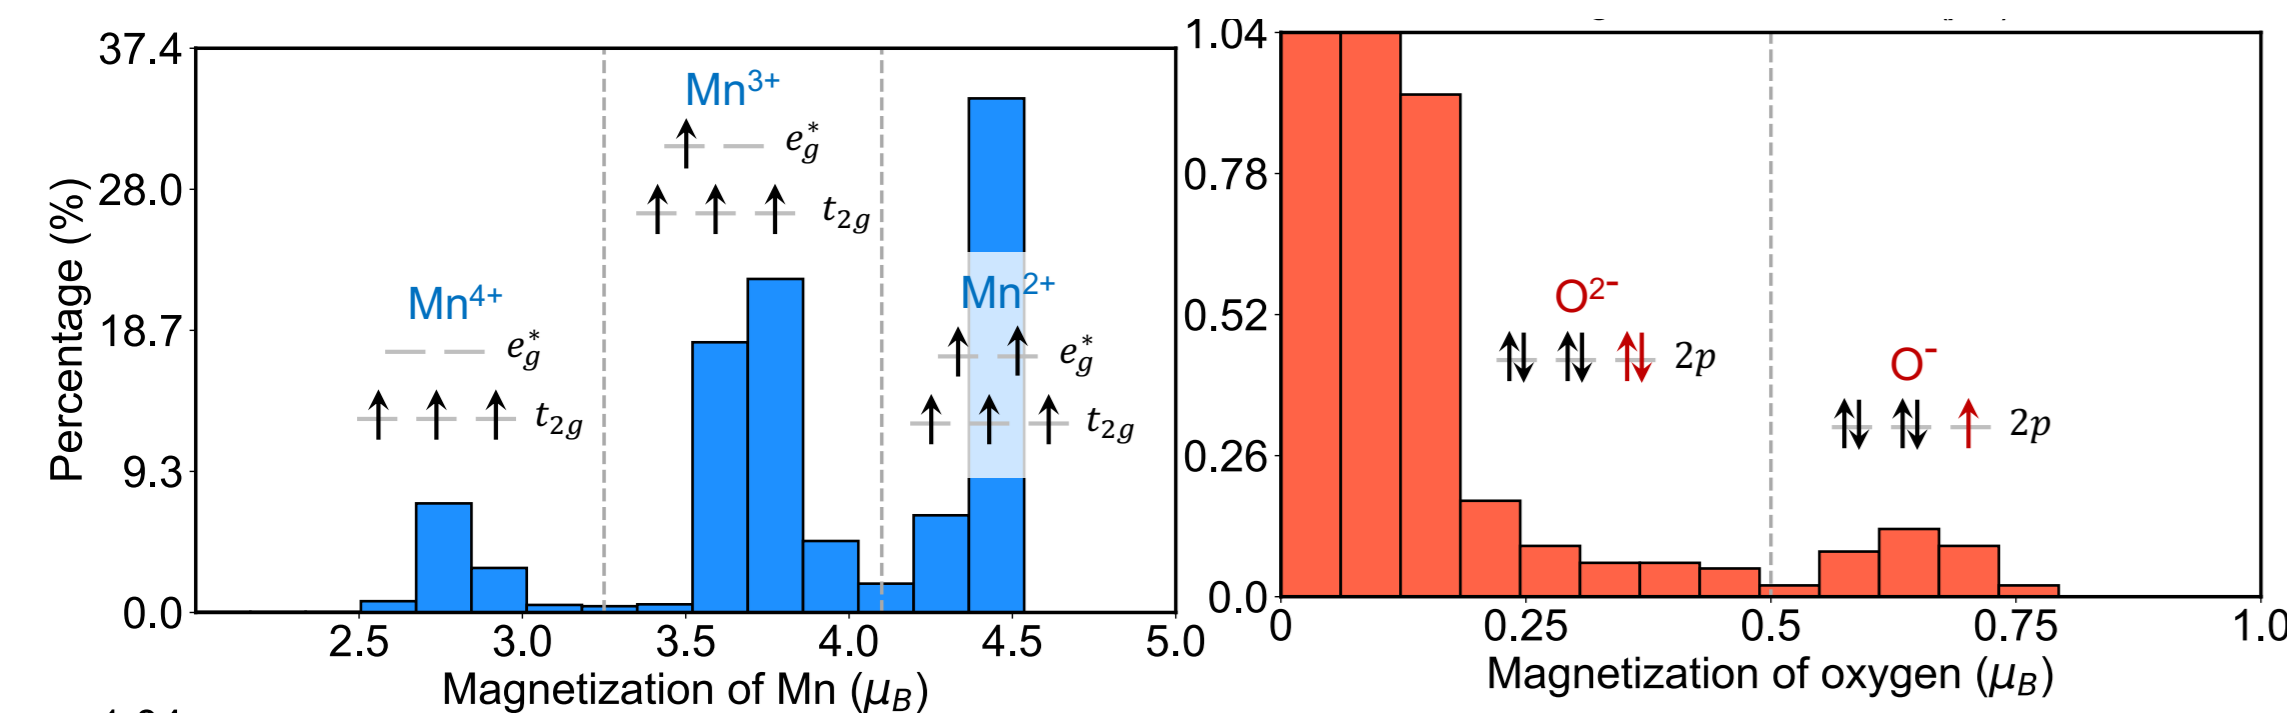 37.4
28.0
18.7
9.3
0.0
Percentage (%)
Mn4+
eg*
t2g
Mn3+
eg*
t2g
Mn2+
eg*
t2g
2.5 3.0 3.5 4.0 4.5 5.0
Magnetization of Mn (μB)
1.04
0.78
0.52
0.26
0.0
O2-
2p
O-
2p
0 0.25 0.5 0.75 1.0
Magnetization of oxygen (μB)